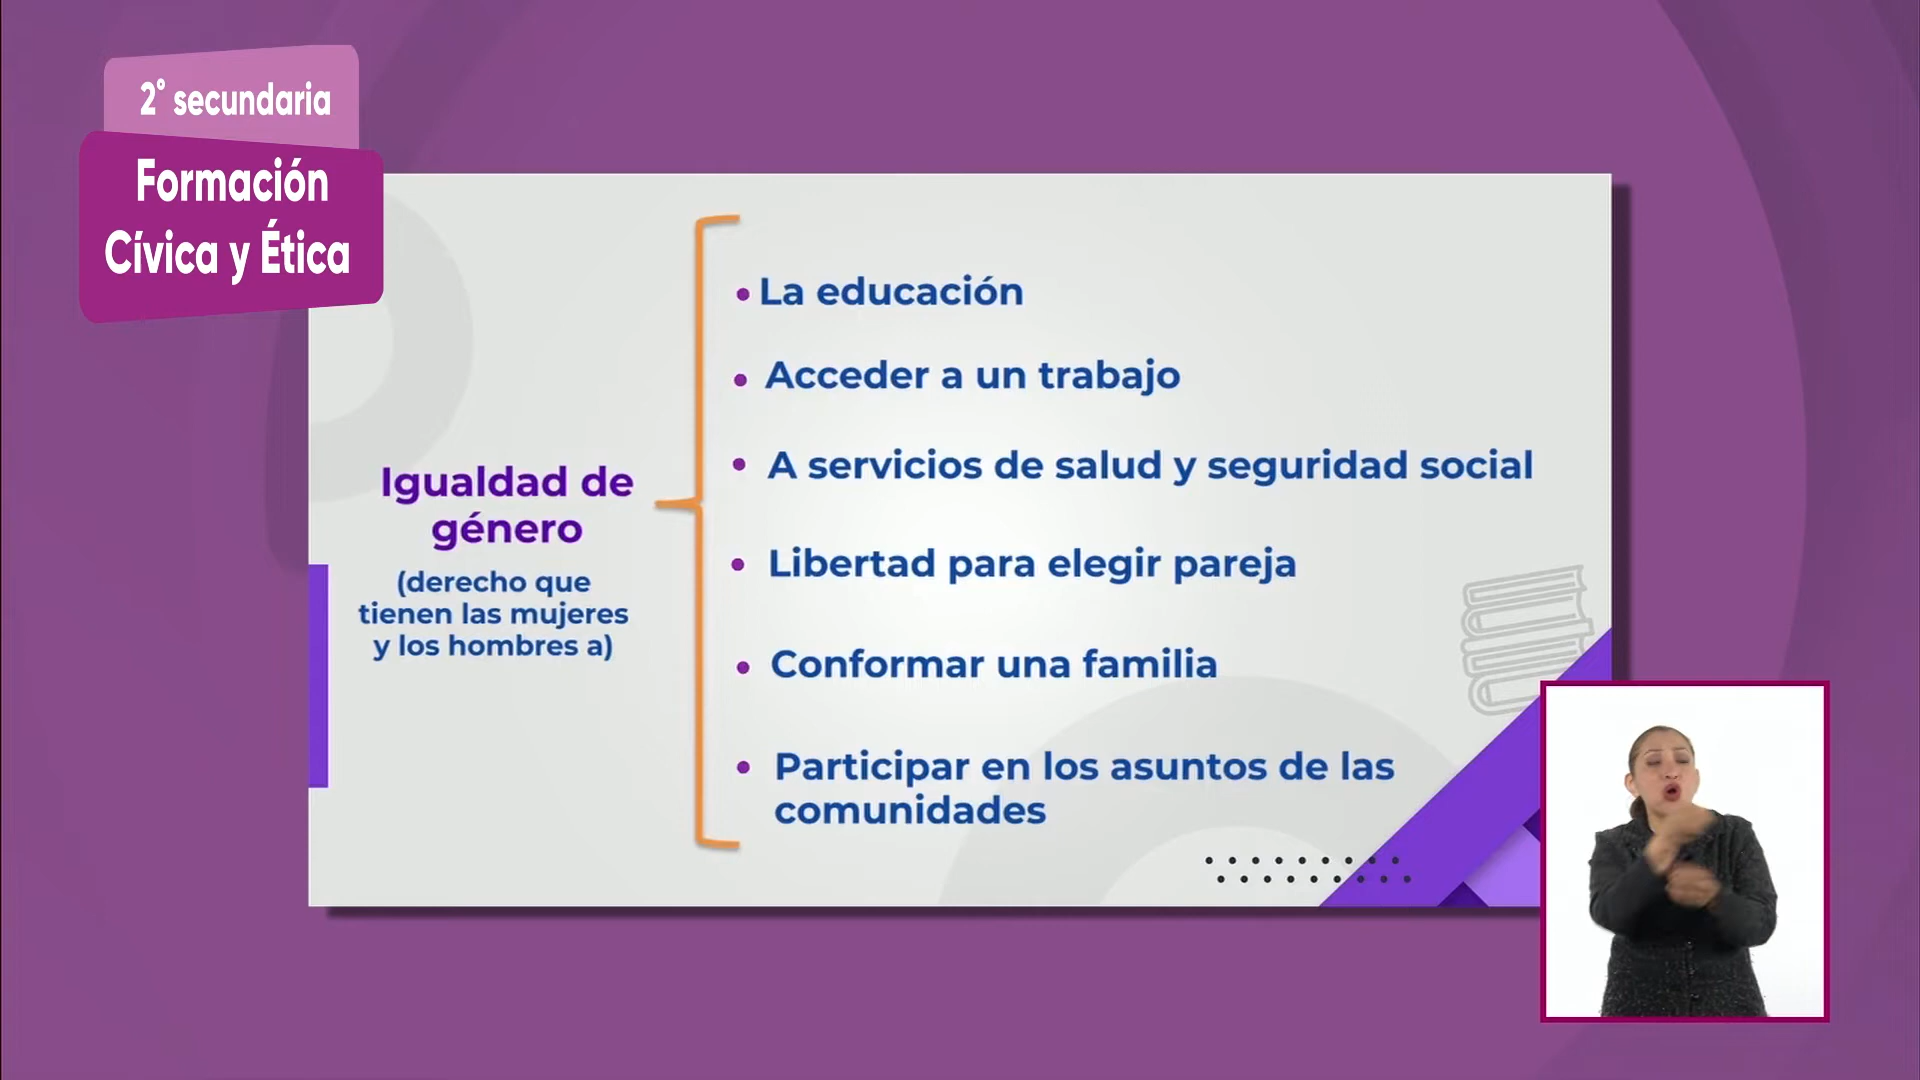 2° secundaria
Formación
Cívica y Ética
Igualdad de
género
(derecho que
tienen las mujeres
y los hombres a)
• La educación
• Acceder a un trabajo
• A servicios de salud y seguridad social
• Libertad para elegir pareja
• Conformar una familia
• Participar en los asuntos de las
comunidades